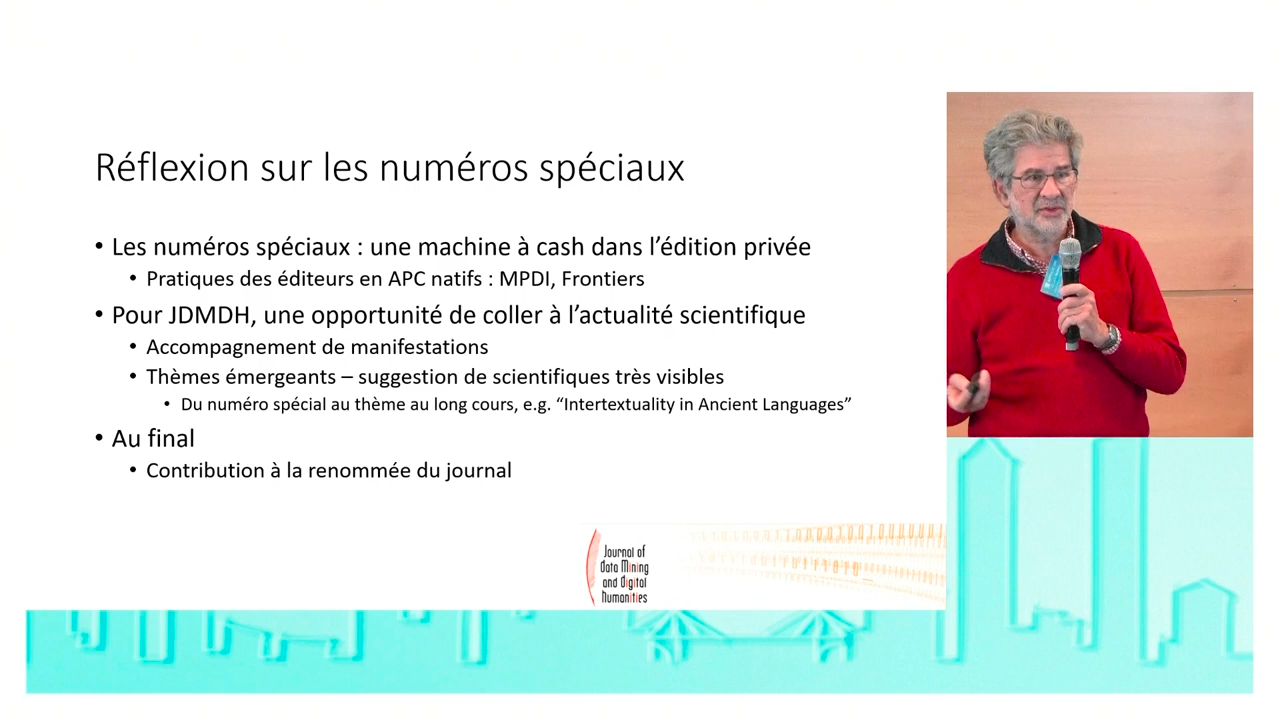 Réflexion sur les numéros spéciaux
• Les numéros spéciaux : une machine à cash dans l’édition privée
• Pratiques des éditeurs en APC natifs : MPDI, Frontiers
• Pour JDMDH, une opportunité de coller à l’actualité scientifique
• Accompagnement de manifestations
• Thèmes émergeants – suggestion de scientifiques très visibles
• Du numéro spécial au thème au long cours, e.g. “Intertextuality in Ancient Languages”
• Au final
• Contribution à la renommée du journal
Journal of
Data Mining
and Digital
Humanities